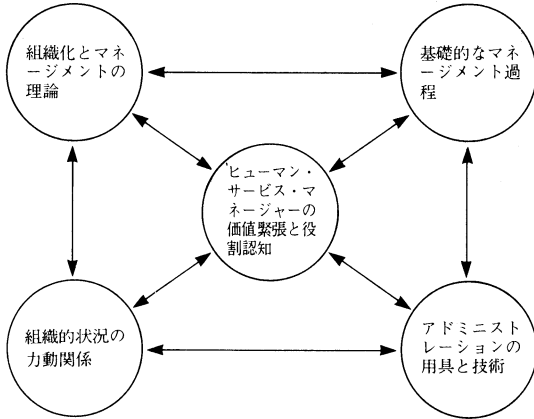 組織化とマネ
ージメントの
理論
基礎的なマネ
ージメント過
程
ヒューマン・
サービス・マ
ネージャーの
価値緊張と役
割認知
組織的状況の
力動関係
アドミニスト
レーションの
用具と技術